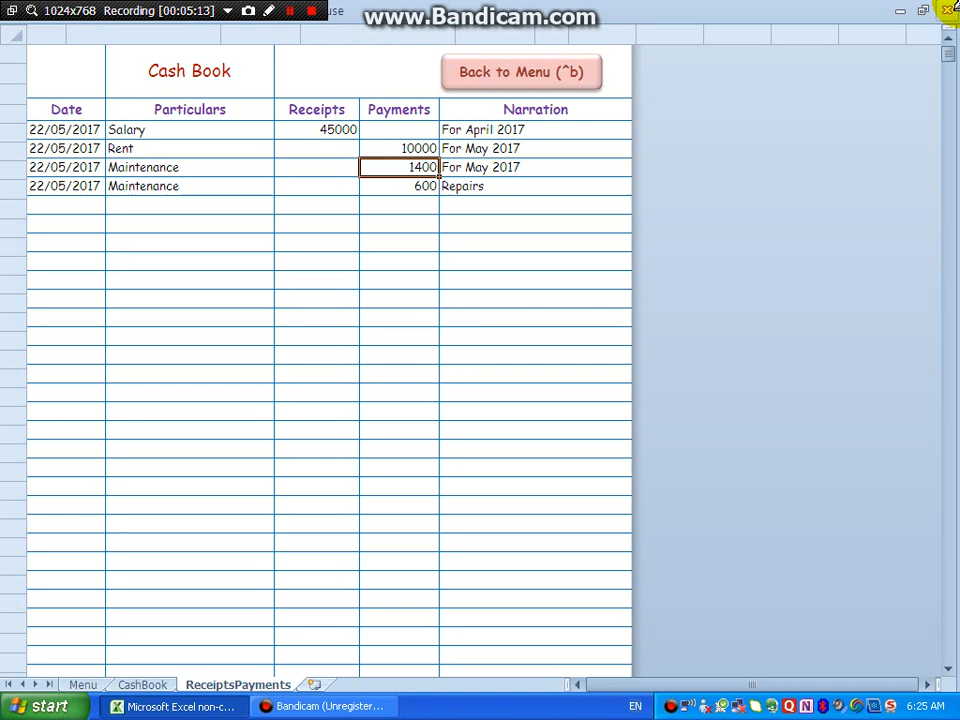 1024x768 Recording [00:05:13] use
www.Bandicam.com
Cash Book
Back to Menu (^b)
Date Particulars Receipts Payments Narration
22/05/2017 Salary 45000 For April 2017
22/05/2017 Rent 10000 For May 2017
22/05/2017 Maintenance 1400 For May 2017
22/05/2017 Maintenance 600 Repairs
Menu CashBook ReceiptsPayments
start Microsoft Excel non-c... Bandicam (Unregister... EN 6:25 AM